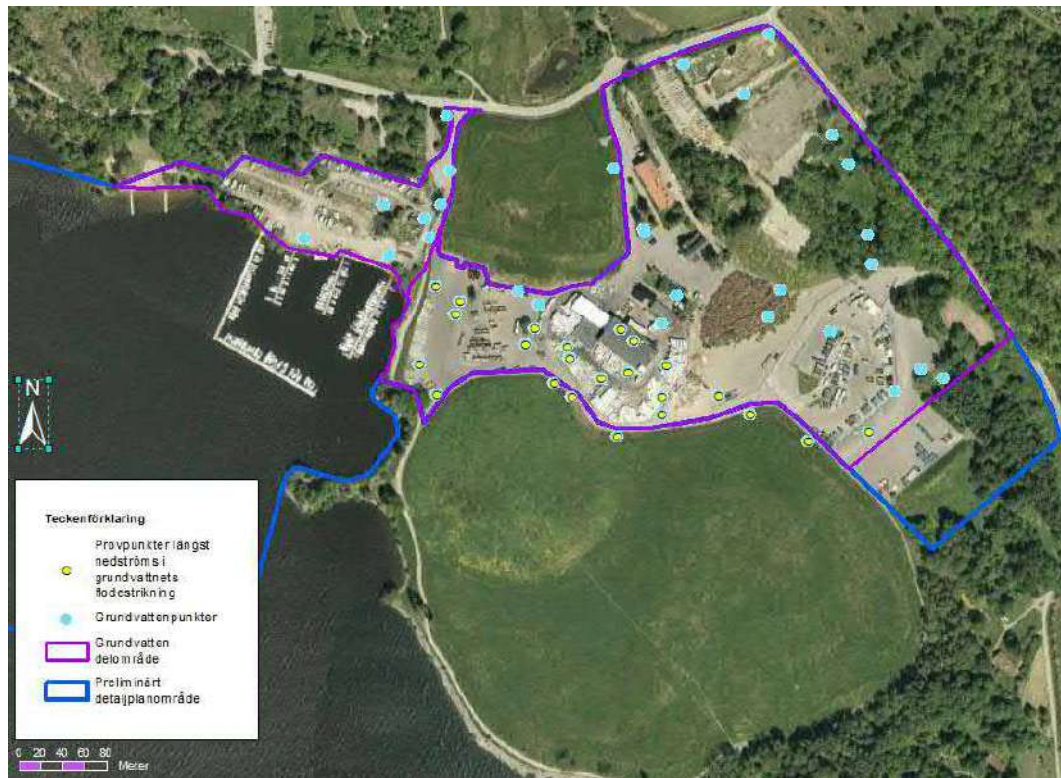 N
Teckenförklaring
Provpunkter längst
nedströms i
grundvattnets
flödesriktning
Grundvattenpunkter
Grundvatten
delområde
Preliminärt
detaljplanområde
0 20 40 60 80
Meter